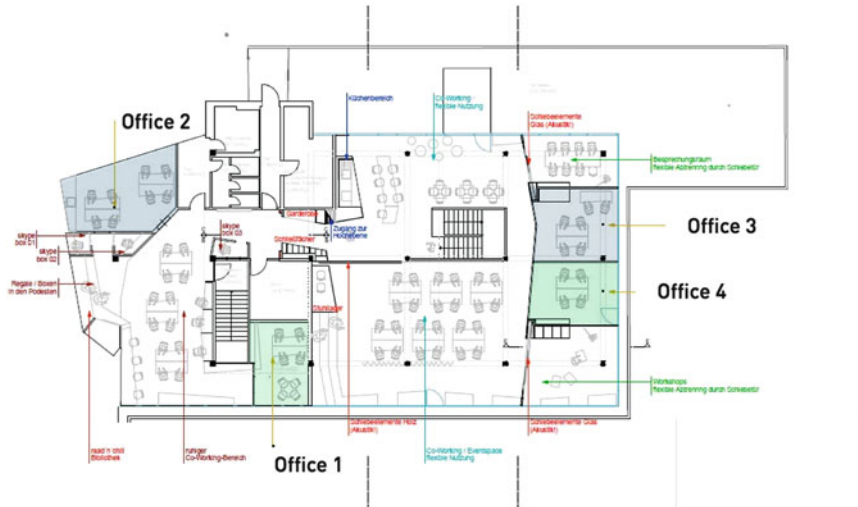 Office 2
Küchenbereich
Co-Working
flexible Nutzung
Schiebeelemente
Glas (Akustik!)
Besprechungsraum
flexible Abtrennung durch Schiebetür
Garderobe
Zugang zur
Schließfächer
skype
box 01
skype
box 02
skype
box 03
Office 3
Regale / Boxen
in den Podesten
Office 4
Stuhllager
Workshops
flexible Abtrennung durch Schiebetür
read'n chill
Bibliothek
ruhiger
Co-Working-Bereich
Office 1
Schiebeelemente Holz
(Akustik!)
Co-Working / Eventspace
flexible Nutzung
Schiebeelemente Glas
(Akustik!)